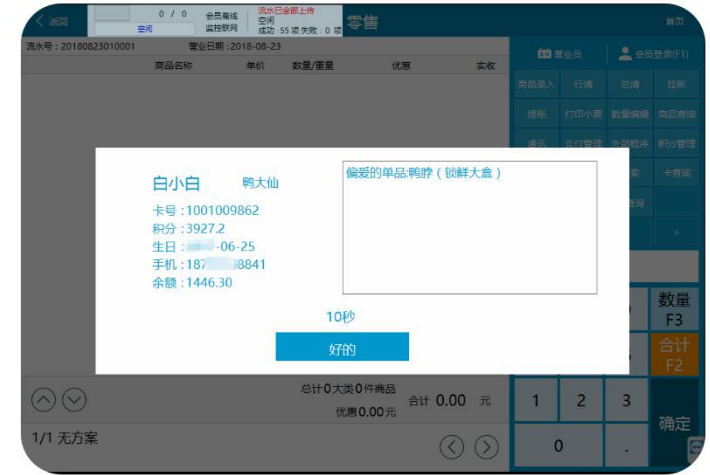 返回
0 / 0 会员离线 流水已全部上传
空闲 监控联网 空闲
成功:55 项 失败:0 项
零售
首页
流水号:20180823010001 营业日期:2018-08-23
商品名称 单价 数量/重量 优惠 实收
营业员 会员登录(F1)
商品录入 行清 总清 挂账
提账 打印小票 数量编辑 商品查询
通讯 支付管理 外部程序 积分管理
卡查询
白小白 鸭大仙
卡号:1001009862
积分:3927.2
生日: -06-25
手机:187 8841
余额:1446.30
偏爱的单品:鸭脖(锁鲜大盒)
10秒
好的
数量
F3
合计
F2
总计0大类0件商品
优惠0.00元
合计 0.00 元
1 2 3
确定
0 .
1/1 无方案